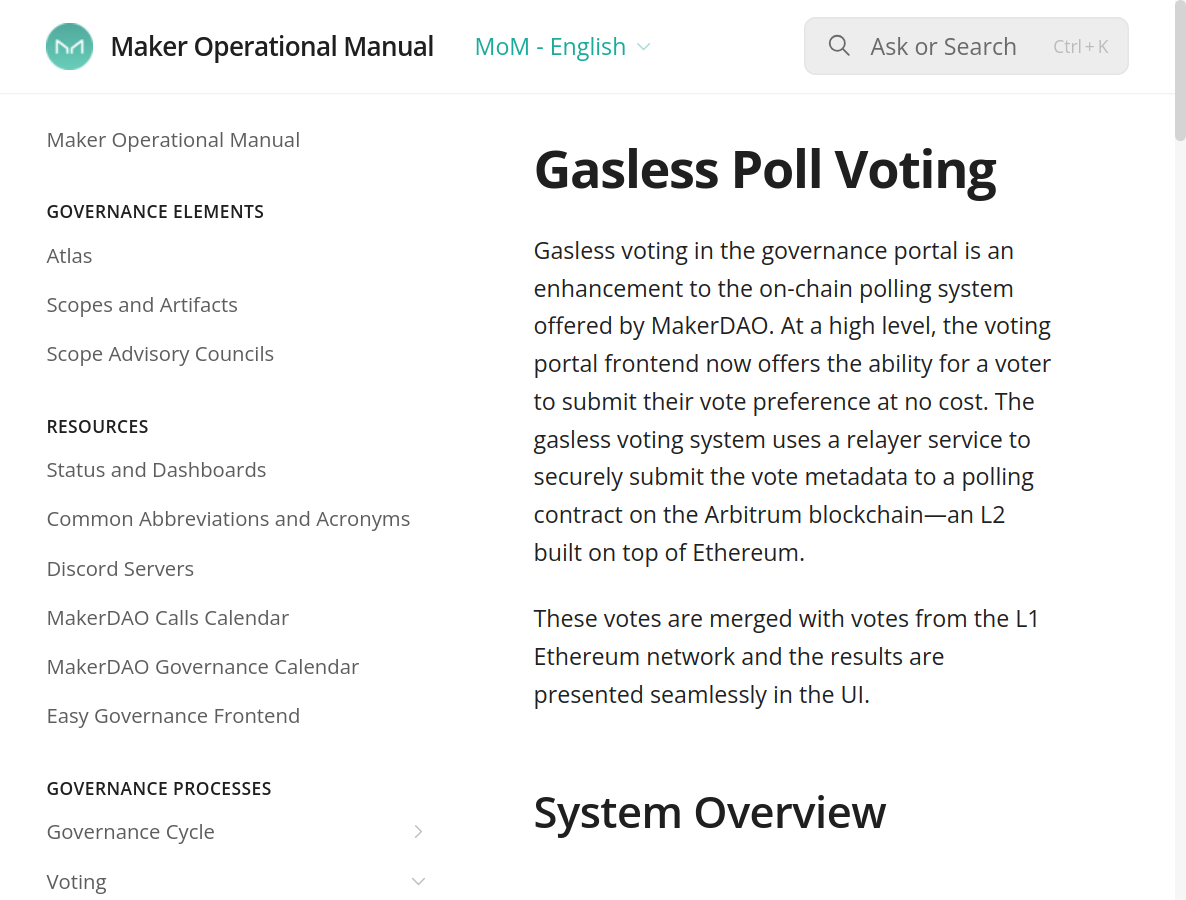 Maker Operational Manual
MoM - English
Ask or Search
Ctrl + K
Maker Operational Manual
GOVERNANCE ELEMENTS
Atlas
Scopes and Artifacts
Scope Advisory Councils
RESOURCES
Status and Dashboards
Common Abbreviations and Acronyms
Discord Servers
MakerDAO Calls Calendar
MakerDAO Governance Calendar
Easy Governance Frontend
GOVERNANCE PROCESSES
Governance Cycle
Voting
Gasless Poll Voting
Gasless voting in the governance portal is an
enhancement to the on-chain polling system
offered by MakerDAO. At a high level, the voting
portal frontend now offers the ability for a voter
to submit their vote preference at no cost. The
gasless voting system uses a relayer service to
securely submit the vote metadata to a polling
contract on the Arbitrum blockchain—an L2
built on top of Ethereum.
These votes are merged with votes from the L1
Ethereum network and the results are
presented seamlessly in the UI.
System Overview